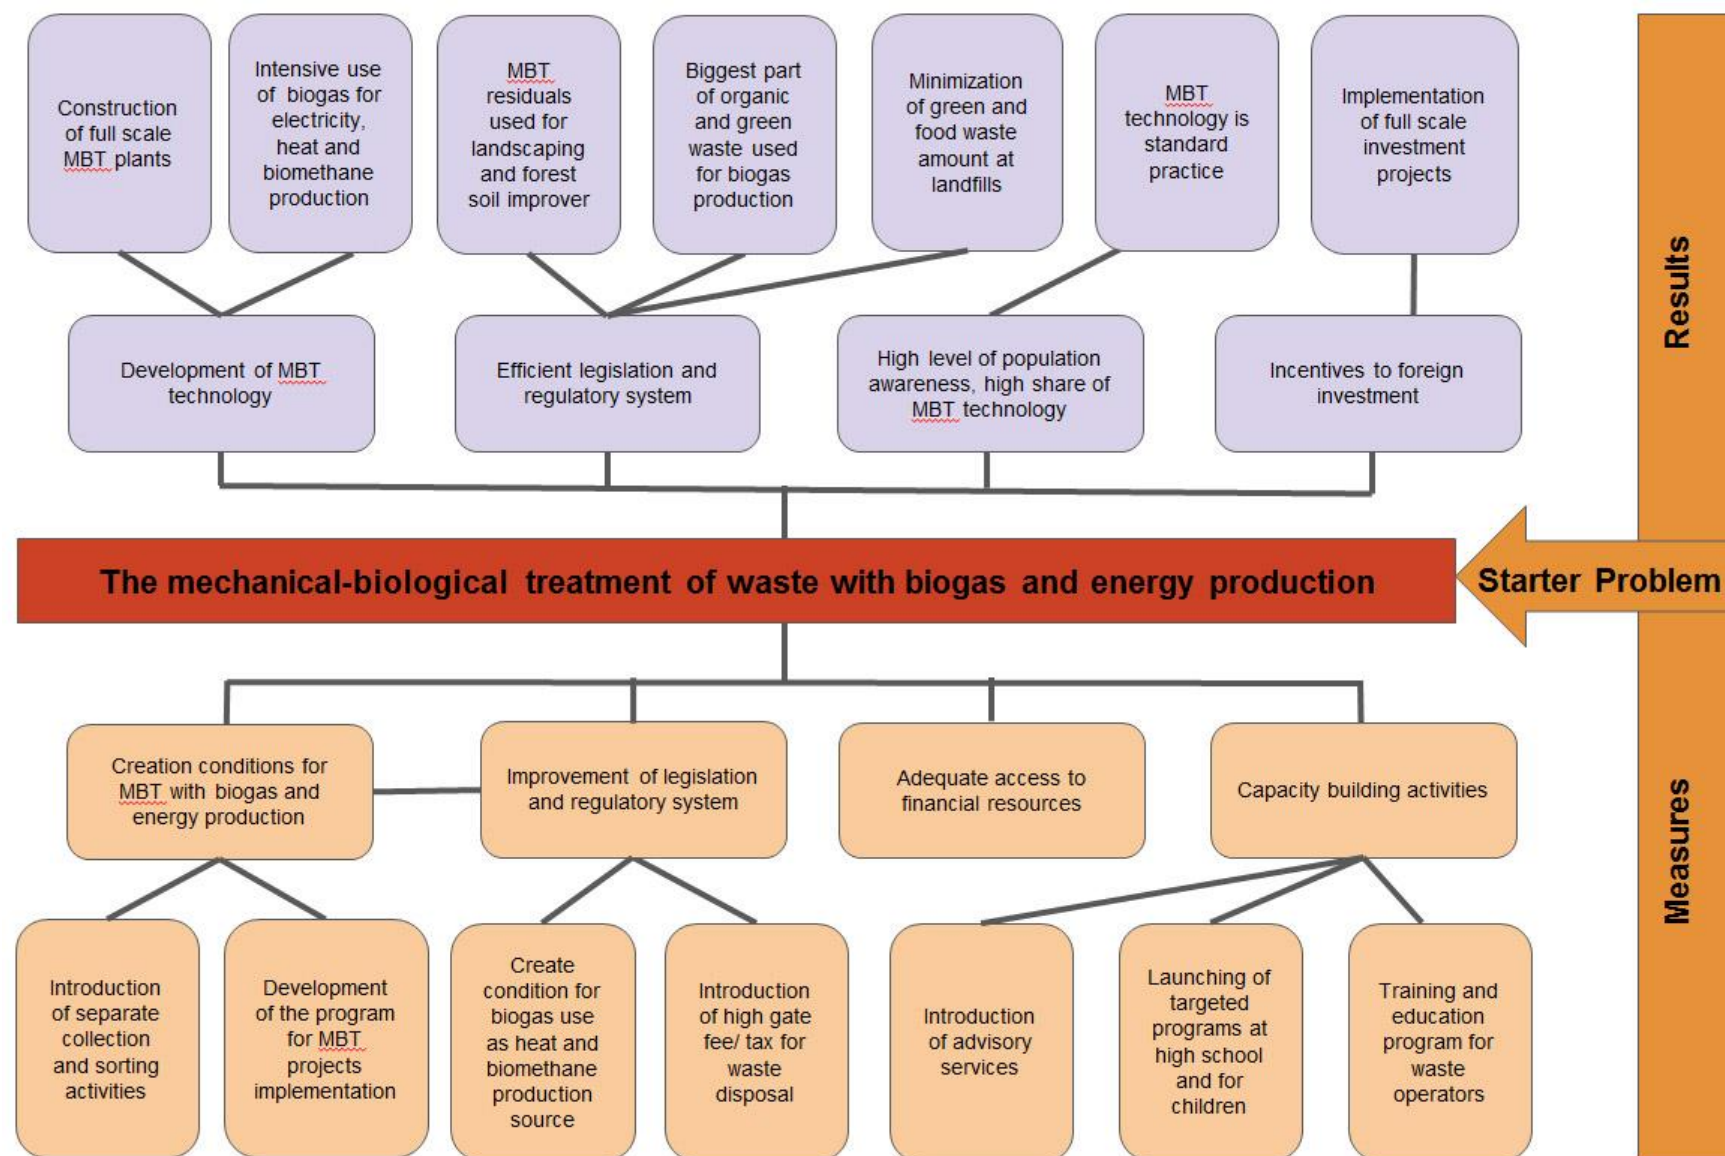 Construction
of full scale
MBT plants
Intensive use
of biogas for
electricity,
heat and
biomethane
production
MBT
residuals
used for
landscaping
and forest
soil improver
Biggest part
of organic
and green
waste used
for biogas
production
Minimization
of green and
food waste
amount at
landfills
MBT
technology is
standard
practice
Implementation
of full scale
investment
projects
Results
Development of MBT
technology
Efficient legislation and
regulatory system
High level of population
awareness, high share of
MBT technology
Incentives to foreign
investment
The mechanical-biological treatment of waste with biogas and energy production
Starter Problem
Creation conditions for
MBT with biogas and
energy production
Improvement of legislation
and regulatory system
Adequate access to
financial resources
Capacity building activities
Measures
Introduction
of separate
collection
and sorting
activities
Development
of the program
for MBT
projects
implementation
Create
condition for
biogas use
as heat and
biomethane
production
source
Introduction
of high gate
fee/ tax for
waste
disposal
Introduction
of advisory
services
Launching of
targeted
programs at
high school
and for
children
Training and
education
program for
waste
operators